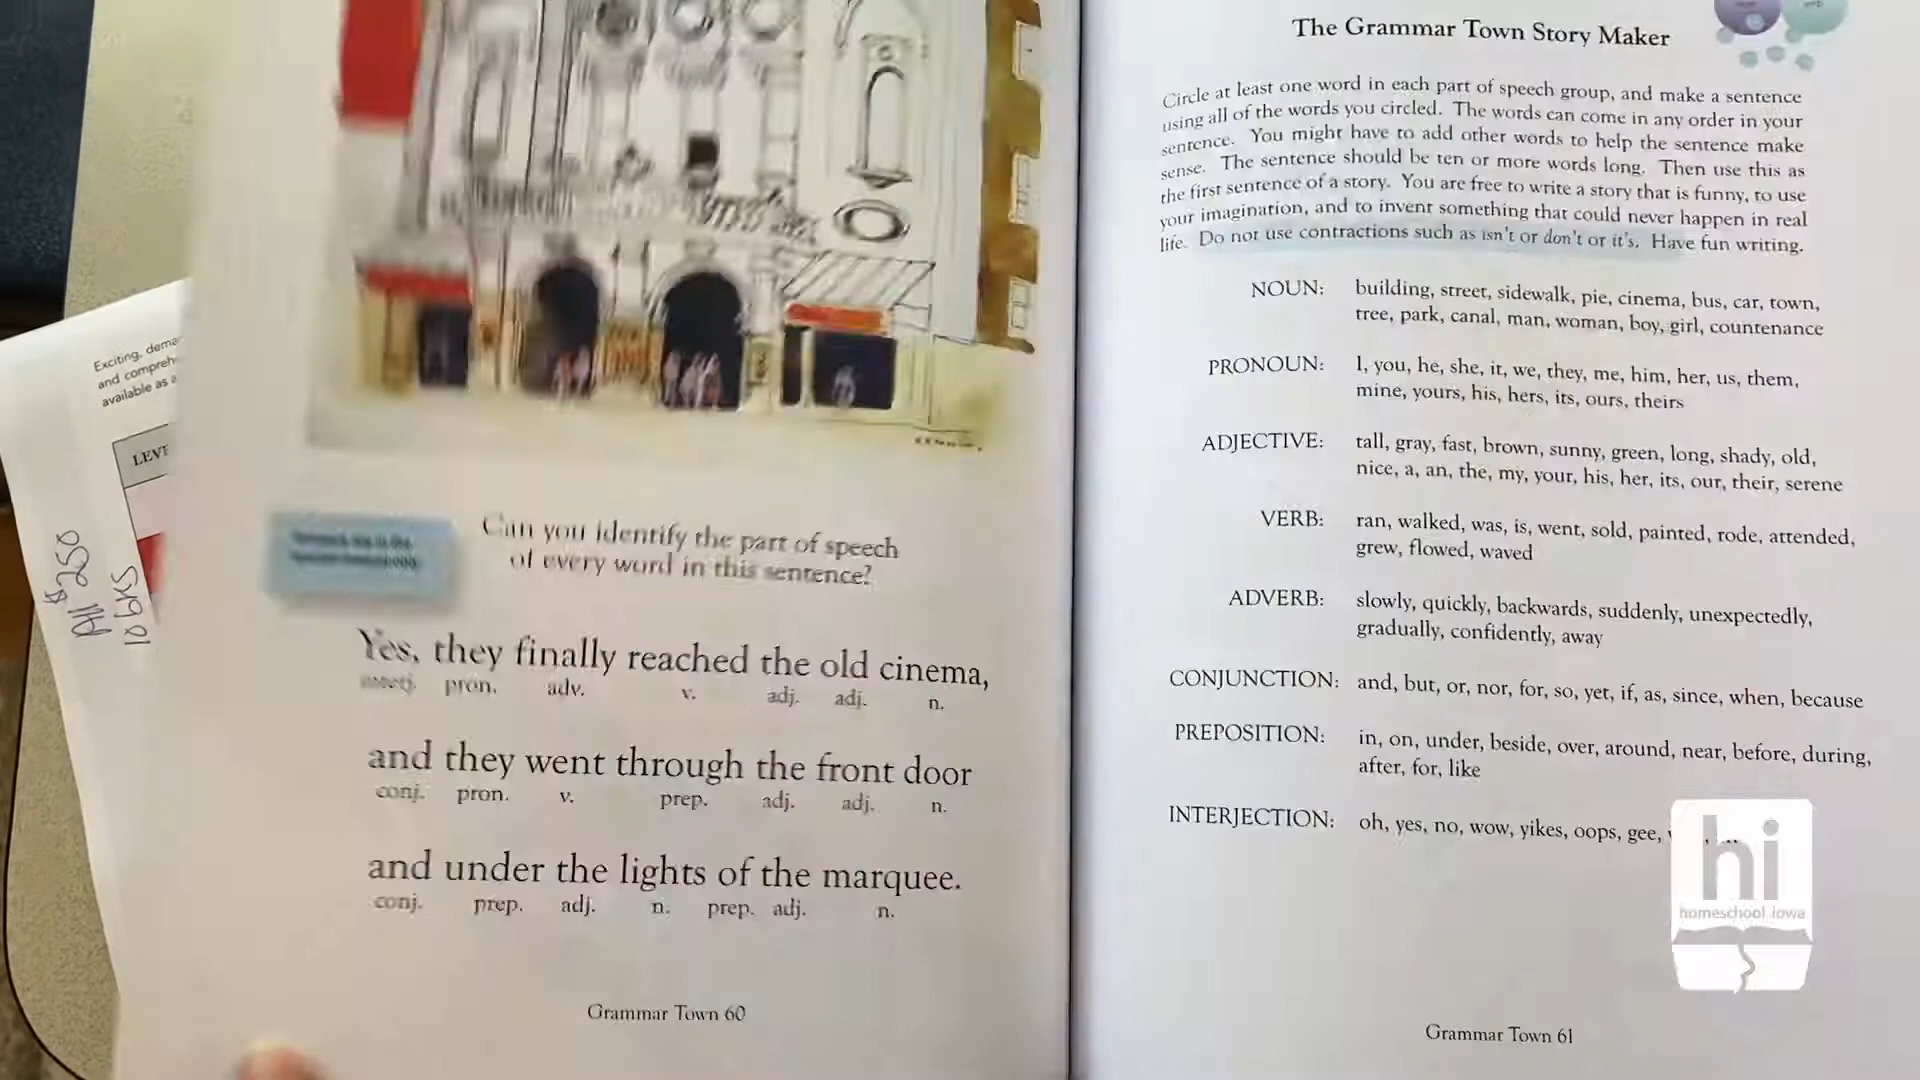 Exciting, dema
and compreh
available as a
LEVE
All $250
10 6th's
Can you identify the part of speech
of every word in this sentence?
Yes, they finally reached the old cinema,
interj. pron. adv. v. adj. adj. n.
and they went through the front door
conj. pron. v. prep. adj. adj. n.
and under the lights of the marquee.
conj. prep. adj. n. prep. adj. n.
Grammar Town 60
The Grammar Town Story Maker
Circle at least one word in each part of speech group, and make a sentence
using all of the words you circled. The words can come in any order in your
sentence. You might have to add other words to help the sentence make
sense. The sentence should be ten or more words long. Then use this as
the first sentence of a story. You are free to write a story that is funny, to use
your imagination, and to invent something that could never happen in real
life. Do not use contractions such as isn't or don't or it's. Have fun writing.
NOUN: building, street, sidewalk, pie, cinema, bus, car, town,
tree, park, canal, man, woman, boy, girl, countenance
PRONOUN: I, you, he, she, it, we, they, me, him, her, us, them,
mine, yours, his, hers, its, ours, theirs
ADJECTIVE: tall, gray, fast, brown, sunny, green, long, shady, old,
nice, a, an, the, my, your, his, her, its, our, their, serene
VERB: ran, walked, was, is, went, sold, painted, rode, attended,
grew, flowed, waved
ADVERB: slowly, quickly, backwards, suddenly, unexpectedly,
gradually, confidently, away
CONJUNCTION: and, but, or, nor, for, so, yet, if, as, since, when, because
PREPOSITION: in, on, under, beside, over, around, near, before, during,
after, for, like
INTERJECTION: oh, yes, no, wow, yikes, oops, gee,
hi
homeschool iowa
Grammar Town 61